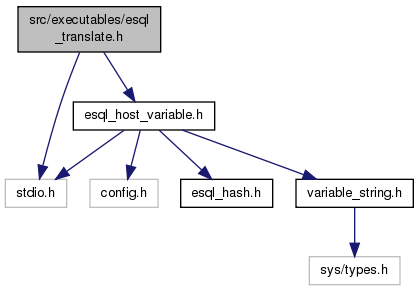 src/executables/esql
_translate.h
esql_host_variable.h
stdio.h
config.h
esql_hash.h
variable_string.h
sys/types.h